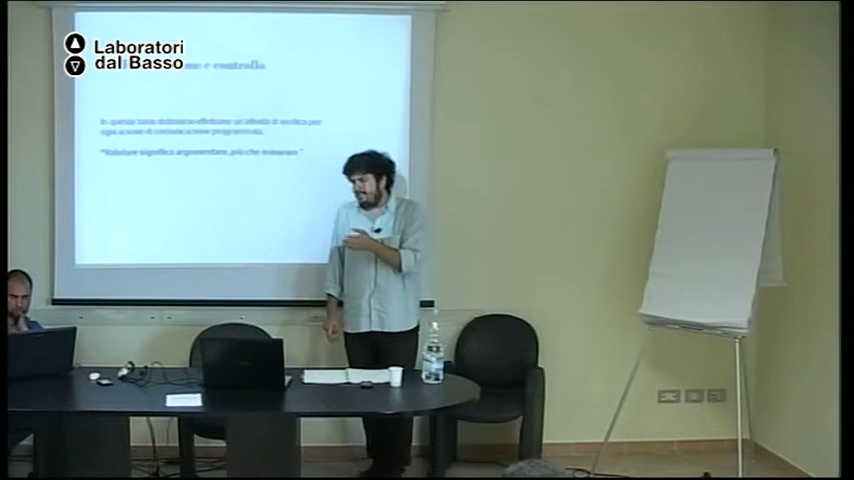 Laboratori
dal Basso
e controllo
In questa fase dobbiamo effettuare un'attività di verifica per
ogni azione di comunicazione programmata.
"Valutare significa argomentare, più che misurare."